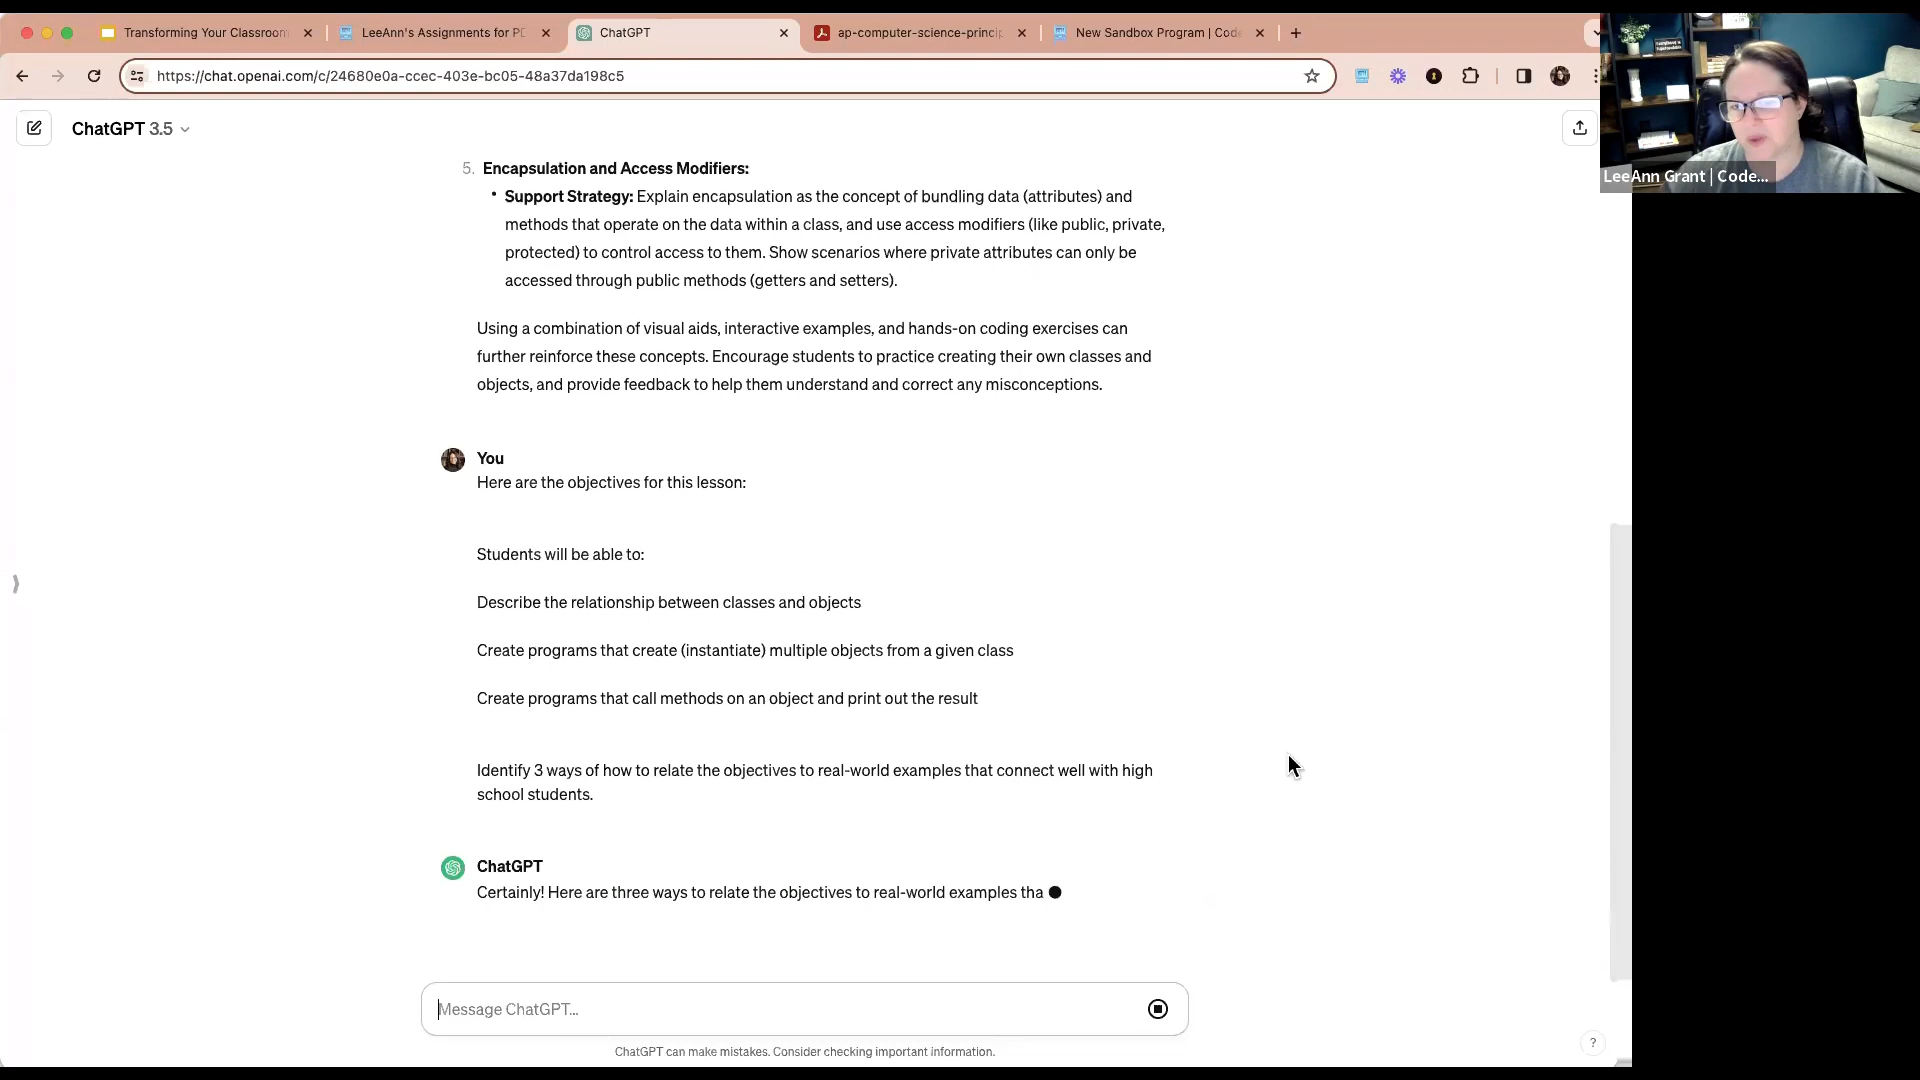 Transforming Your Classroom
LeeAnn's Assignments for PD
ChatGPT
ap-computer-science-princip
New Sandbox Program | Code
https://chat.openai.com/c/24680e0a-ccec-403e-bc05-48a37da198c5
ChatGPT 3.5
LeeAnn Grant | Code...
5. Encapsulation and Access Modifiers:
• Support Strategy: Explain encapsulation as the concept of bundling data (attributes) and
methods that operate on the data within a class, and use access modifiers (like public, private,
protected) to control access to them. Show scenarios where private attributes can only be
accessed through public methods (getters and setters).
Using a combination of visual aids, interactive examples, and hands-on coding exercises can
further reinforce these concepts. Encourage students to practice creating their own classes and
objects, and provide feedback to help them understand and correct any misconceptions.
You
Here are the objectives for this lesson:
Students will be able to:
Describe the relationship between classes and objects
Create programs that create (instantiate) multiple objects from a given class
Create programs that call methods on an object and print out the result
Identify 3 ways of how to relate the objectives to real-world examples that connect well with high
school students.
ChatGPT
Certainly! Here are three ways to relate the objectives to real-world examples tha
Message ChatGPT...
ChatGPT can make mistakes. Consider checking important information.
?